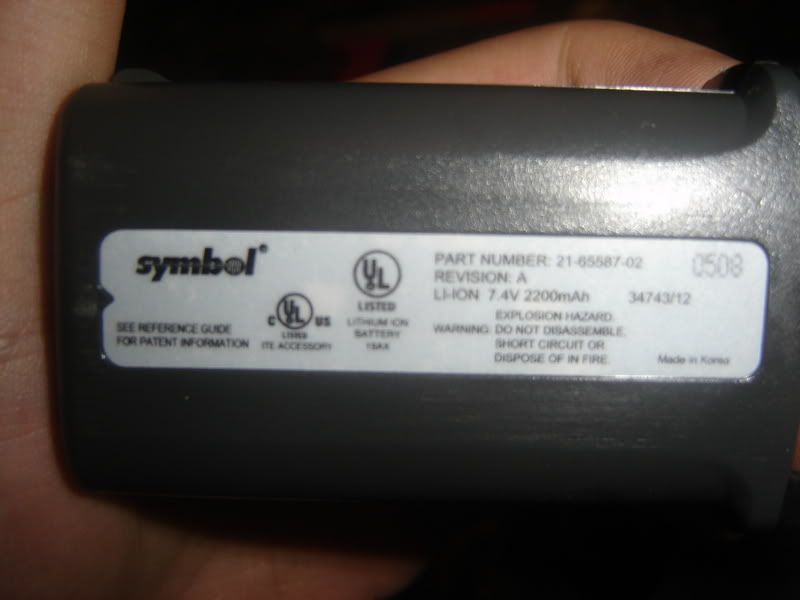 symbol®
SEE REFERENCE GUIDE
FOR PATENT INFORMATION
C UL US
LISTED
ITE ACCESSORY
UL
LISTED
LITHIUM ION
BATTERY
PART NUMBER: 21-65587-02
REVISION: A
LI-ION 7.4V 2200mAh 34743/12
EXPLOSION HAZARD.
WARNING: DO NOT DISASSEMBLE,
SHORT CIRCUIT OR
DISPOSE OF IN FIRE.
0508
Made in Korea